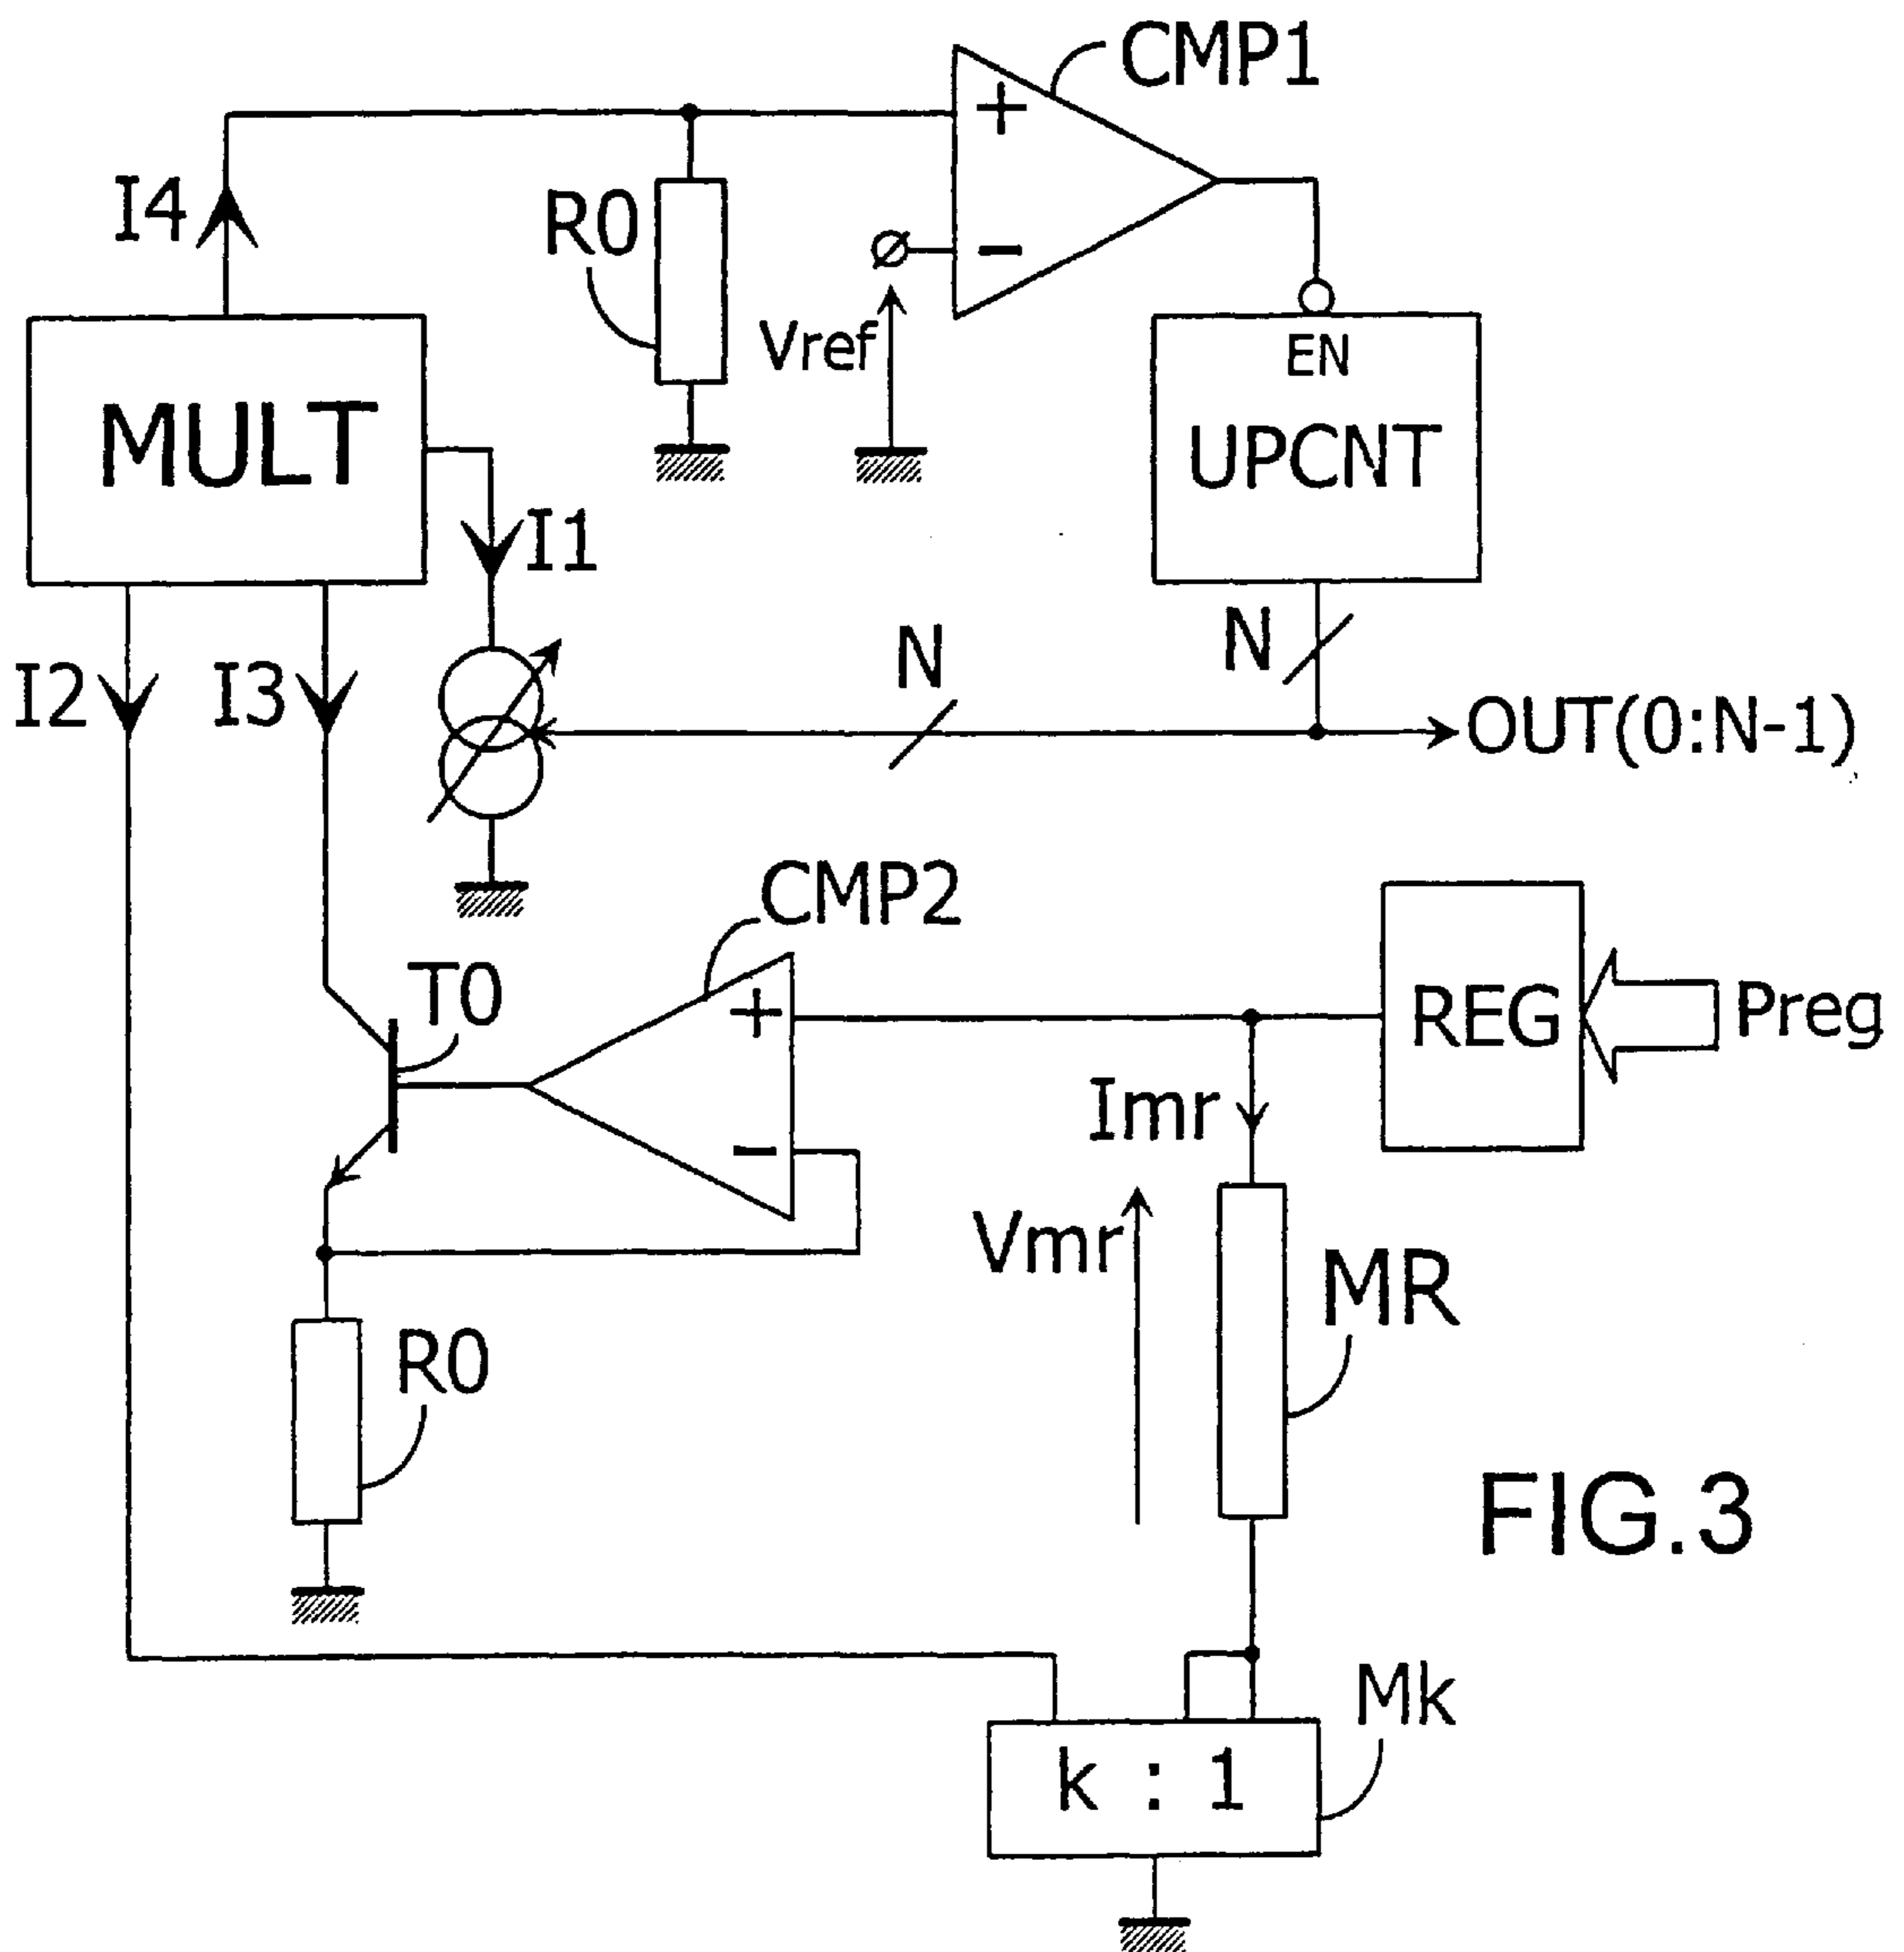 CMP1
+
I4
R0
−
Vref
EN
MULT
UPCNT
I1
N
N
I2
I3
OUT(0:N-1)
CMP2
T0
+
REG
Preg
Imr
−
Vmr
MR
R0
FIG.3
Mk
k : 1